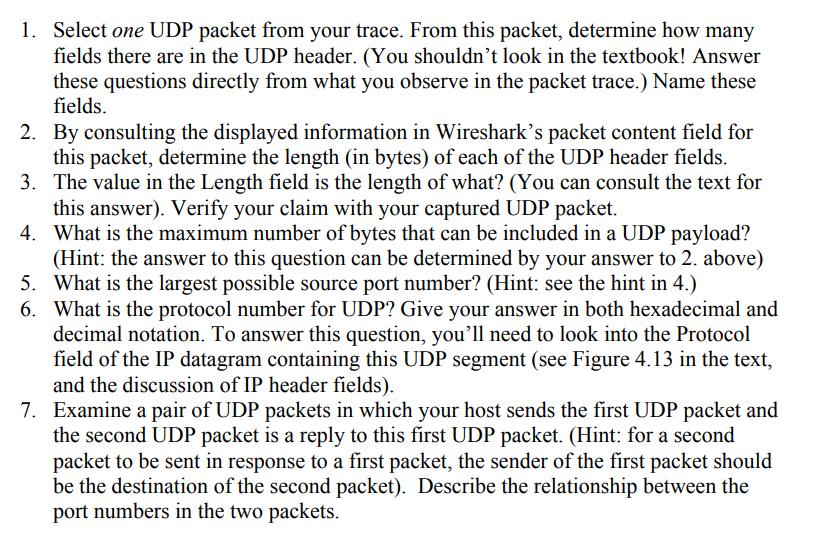 1. Select one UDP packet from your trace. From this packet, determine how many
fields there are in the UDP header. (You shouldn’t look in the textbook! Answer
these questions directly from what you observe in the packet trace.) Name these
fields.
2. By consulting the displayed information in Wireshark’s packet content field for
this packet, determine the length (in bytes) of each of the UDP header fields.
3. The value in the Length field is the length of what? (You can consult the text for
this answer). Verify your claim with your captured UDP packet.
4. What is the maximum number of bytes that can be included in a UDP payload?
(Hint: the answer to this question can be determined by your answer to 2. above)
5. What is the largest possible source port number? (Hint: see the hint in 4.)
6. What is the protocol number for UDP? Give your answer in both hexadecimal and
decimal notation. To answer this question, you’ll need to look into the Protocol
field of the IP datagram containing this UDP segment (see Figure 4.13 in the text,
and the discussion of IP header fields).
7. Examine a pair of UDP packets in which your host sends the first UDP packet and
the second UDP packet is a reply to this first UDP packet. (Hint: for a second
packet to be sent in response to a first packet, the sender of the first packet should
be the destination of the second packet). Describe the relationship between the
port numbers in the two packets.